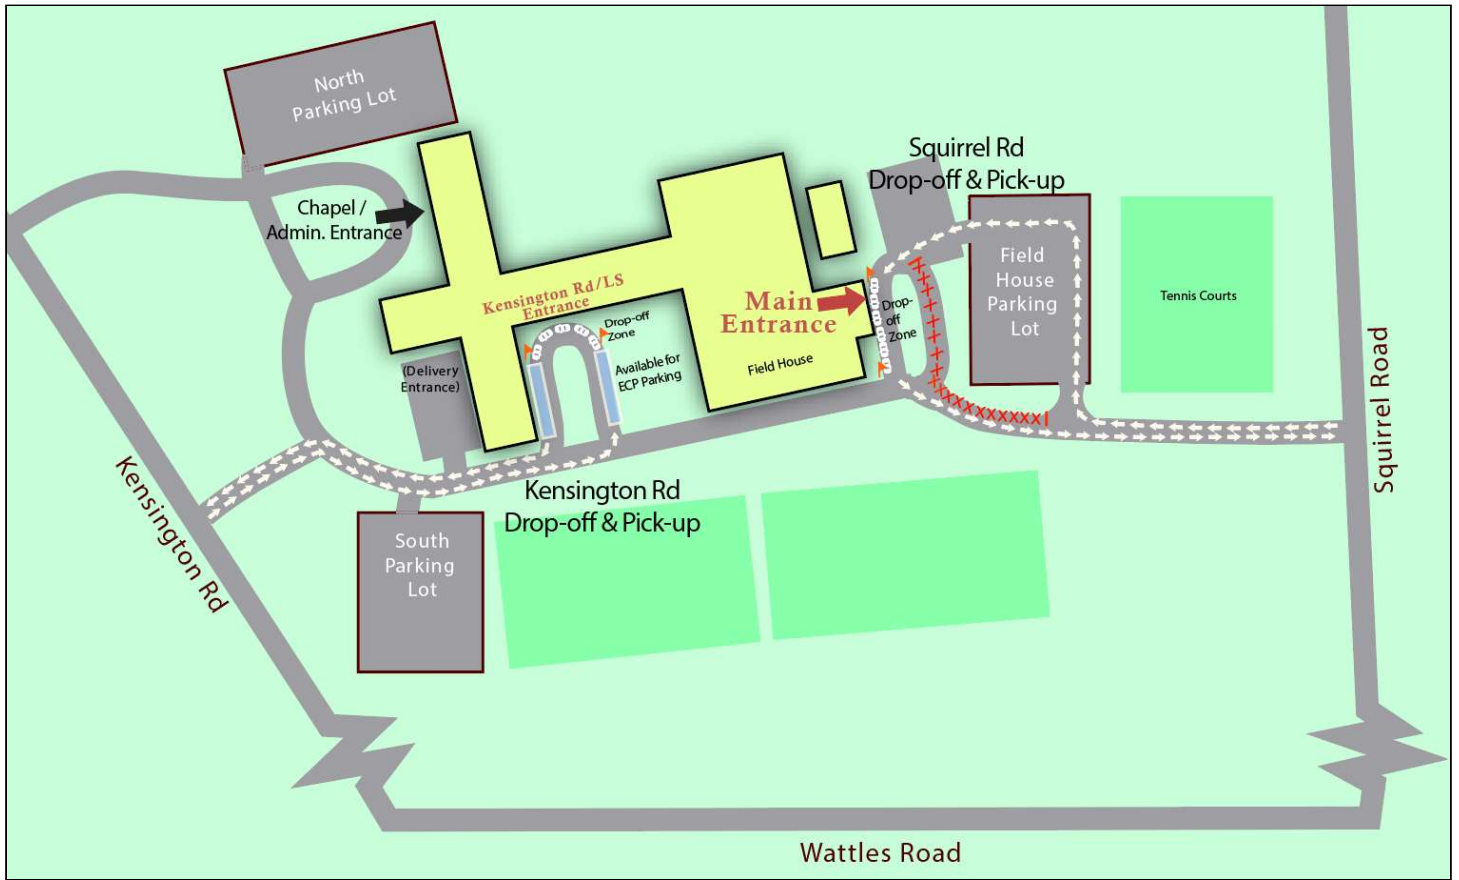 North
Parking Lot
Squirrel Rd
Drop-off & Pick-up
Chapel /
Admin. Entrance
Kensington Rd/LS
Entrance
Main
Entrance
Drop-
off
Zone
Field
House
Parking
Lot
Tennis Courts
Drop-off
Zone
Available for
ECP Parking
Field House
(Delivery
Entrance)
Squirrel Road
Kensington Rd
Kensington Rd
Drop-off & Pick-up
South
Parking
Lot
Wattles Road